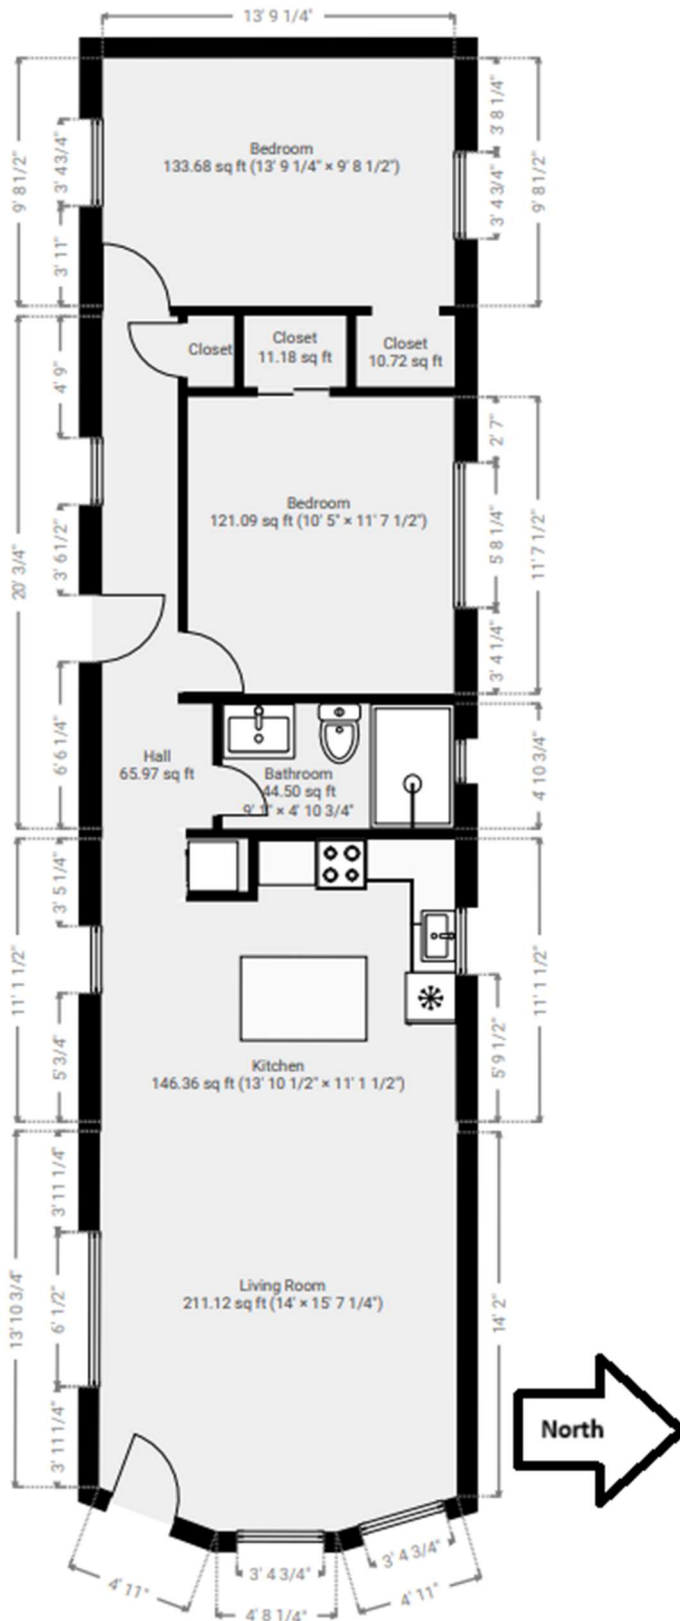 13' 9 1/4"
Bedroom
133.68 sq ft (13' 9 1/4" × 9' 8 1/2")
9' 8 1/2"
3' 4 3/4"
3' 11"
3' 8 1/4"
3' 4 3/4"
9' 8 1/2"
Closet
Closet
11.18 sq ft
Closet
10.72 sq ft
20' 3/4"
4' 9"
3' 6 1/2"
6' 6 1/4"
Bedroom
121.09 sq ft (10' 5" × 11' 7 1/2")
2' 7"
5' 8 1/4"
3' 4 1/4"
11' 7 1/2"
Hall
65.97 sq ft
Bathroom
44.50 sq ft
9' 1" × 4' 10 3/4"
4' 10 3/4"
11' 1 1/2"
3' 5 1/4"
5' 3/4"
Kitchen
146.36 sq ft (13' 10 1/2" × 11' 1 1/2")
5' 9 1/2"
11' 1 1/2"
13' 10 3/4"
3' 11 1/4"
6' 1/2"
3' 11 1/4"
Living Room
211.12 sq ft (14' × 15' 7 1/4")
14' 2"
North
4' 11"
3' 4 3/4"
4' 8 1/4"
3' 4 3/4"
4' 11"